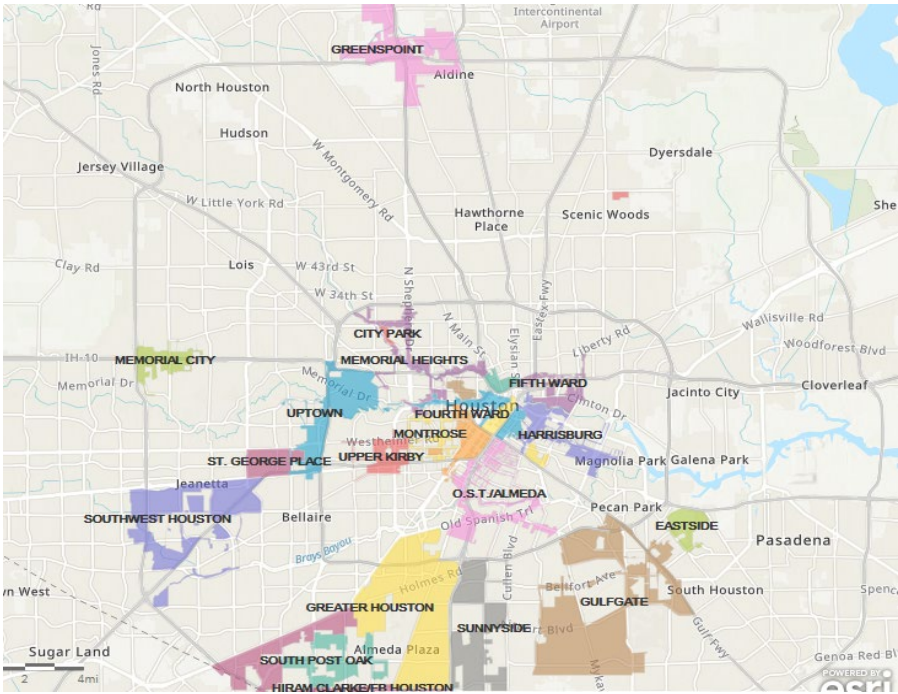 Rd
Intercontinental
Airport
Jones Rd
GREENSPOINT
Aldine
North Houston
Hudson
W Montgomery Rd
Dyersdale
Jersey Village
W Little York Rd
Hawthorne
Place
Scenic Woods
She
Clay Rd
Lois
W 43rd St
N Shepherd Dr
Eastex Fwy
W 34th St
N Main St
Elysian St
Wallisville Rd
CITY PARK
Liberty Rd
Woodforest Blvd
IH-10
MEMORIAL CITY
MEMORIAL HEIGHTS
Memorial Dr
Memorial Dr
FIFTH WARD
Jacinto City
Cloverleaf
UPTOWN
Houston
Clinton Dr
FOURTH WARD
MONTROSE
HARRISBURG
Westheimer Rd
ST. GEORGE PLACE
UPPER KIRBY
Magnolia Park
Galena Park
Jeanetta
O.S.T./ALMEDA
SOUTHWEST HOUSTON
Bellaire
Old Spanish Trl
Pecan Park
EASTSIDE
Pasadena
Brays Bayou
Cullen Blvd
Holmes Rd
Bellfort Ave
South Houston
wn West
Spenc
GREATER HOUSTON
GULFGATE
SUNNYSIDE
Blvd
Gulf Fwy
Sugar Land
Almeda Plaza
SOUTH POST OAK
Genoa Red Bl
Mykaw
2
4mi
HIRAM CLARKE/FB HOUSTON
POWERED BY
esri